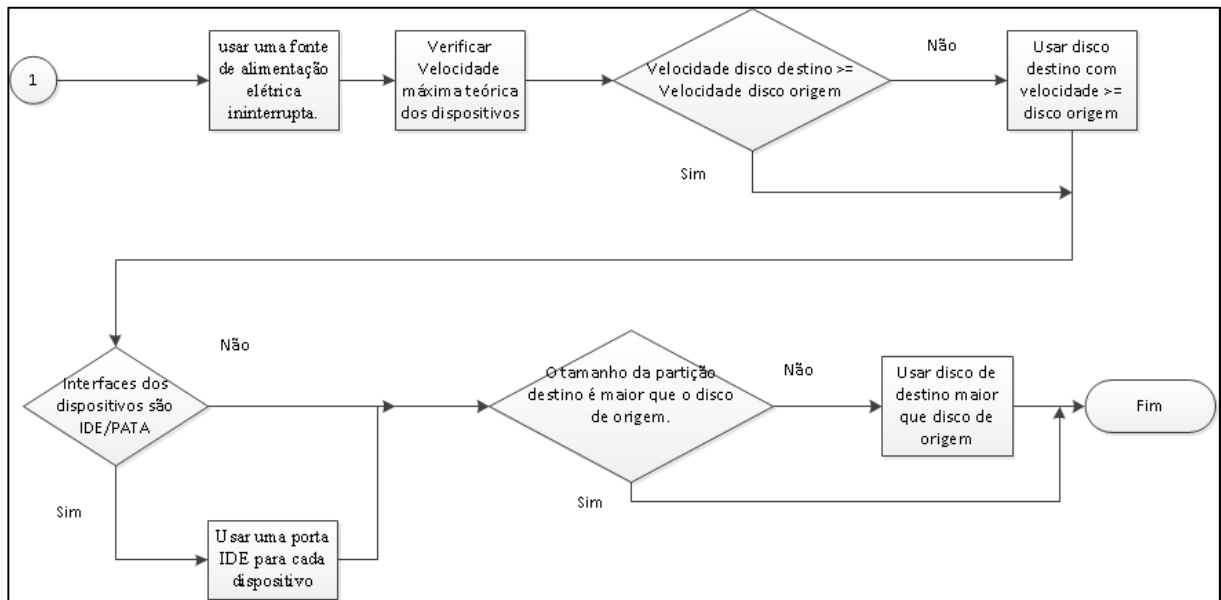 1
usar uma fonte
de alimentação
elétrica
ininterrupta.
Verificar
Velocidade
máxima teórica
dos dispositivos
Velocidade disco destino >=
Velocidade disco origem
Não
Usar disco
destino com
velocidade >=
disco origem
Sim
Interfaces dos
dispositivos são
IDE/PATA
Não
Sim
Usar uma porta
IDE para cada
dispositivo
O tamanho da partição
destino é maior que o disco
de origem.
Não
Sim
Usar disco de
destino maior
que disco de
origem
Fim